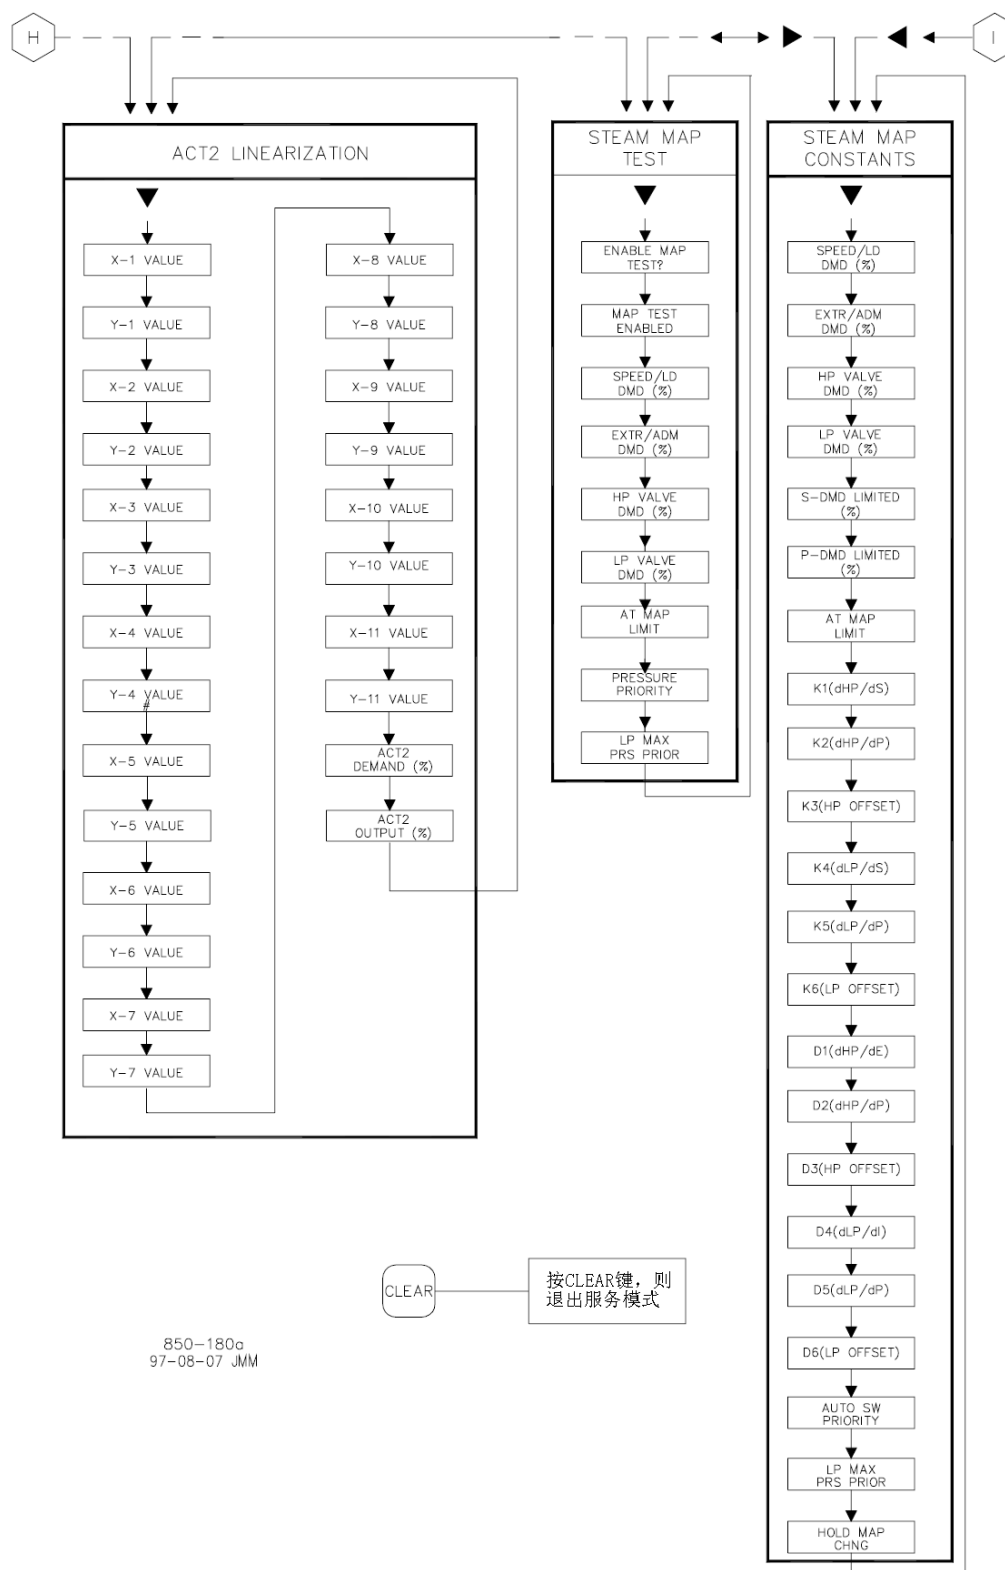 H
I
ACT2 LINEARIZATION
X-1 VALUE
Y-1 VALUE
X-2 VALUE
Y-2 VALUE
X-3 VALUE
Y-3 VALUE
X-4 VALUE
Y-4 VALUE
#
X-5 VALUE
Y-5 VALUE
X-6 VALUE
Y-6 VALUE
X-7 VALUE
Y-7 VALUE
X-8 VALUE
Y-8 VALUE
X-9 VALUE
Y-9 VALUE
X-10 VALUE
Y-10 VALUE
X-11 VALUE
Y-11 VALUE
ACT2
DEMAND (%)
ACT2
OUTPUT (%)
STEAM MAP
TEST
ENABLE MAP
TEST?
MAP TEST
ENABLED
SPEED/LD
DMD (%)
EXTR/ADM
DMD (%)
HP VALVE
DMD (%)
LP VALVE
DMD (%)
AT MAP
LIMIT
PRESSURE
PRIORITY
LP MAX
PRS PRIOR
STEAM MAP
CONSTANTS
SPEED/LD
DMD (%)
EXTR/ADM
DMD (%)
HP VALVE
DMD (%)
LP VALVE
DMD (%)
S-DMD LIMITED
(%)
P-DMD LIMITED
(%)
AT MAP
LIMIT
K1(dHP/dS)
K2(dHP/dP)
K3(HP OFFSET)
K4(dLP/dS)
K5(dLP/dP)
K6(LP OFFSET)
D1(dHP/dE)
D2(dHP/dP)
D3(HP OFFSET)
D4(dLP/dI)
D5(dLP/dP)
D6(LP OFFSET)
AUTO SW
PRIORITY
LP MAX
PRS PRIOR
HOLD MAP
CHNG
CLEAR
按CLEAR键，则
退出服务模式
850-180a
97-08-07 JMM